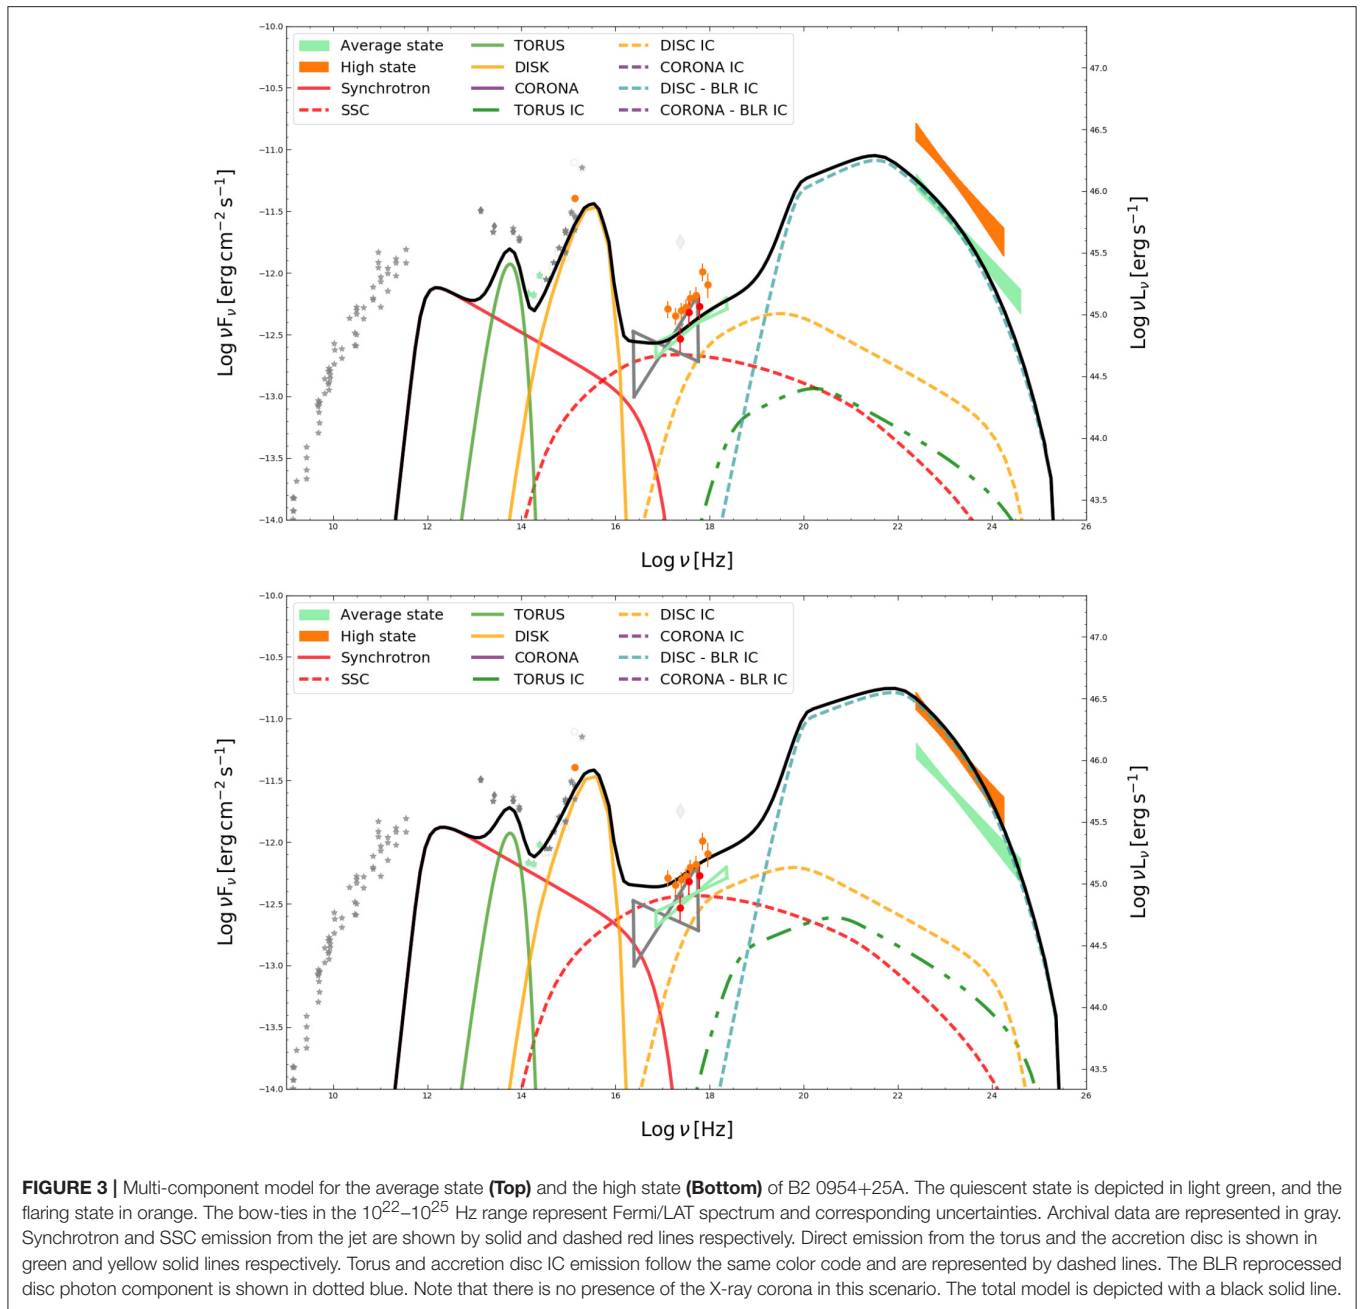 −10.0
−10.5
−11.0
−11.5
−12.0
−12.5
−13.0
−13.5
−14.0
Log νFν [erg cm−2 s−1]
Average state
High state
Synchrotron
SSC
TORUS
DISK
CORONA
TORUS IC
DISC IC
CORONA IC
DISC - BLR IC
CORONA - BLR IC
47.0
46.5
46.0
45.5
45.0
44.5
44.0
43.5
Log νLν [erg s−1]
10 12 14 16 18 20 22 24 26
Log ν [Hz]
−10.0
−10.5
−11.0
−11.5
−12.0
−12.5
−13.0
−13.5
−14.0
Log νFν [erg cm−2 s−1]
Average state
High state
Synchrotron
SSC
TORUS
DISK
CORONA
TORUS IC
DISC IC
CORONA IC
DISC - BLR IC
CORONA - BLR IC
47.0
46.5
46.0
45.5
45.0
44.5
44.0
43.5
Log νLν [erg s−1]
10 12 14 16 18 20 22 24 26
Log ν [Hz]
FIGURE 3 | Multi-component model for the average state (Top) and the high state (Bottom) of B2 0954+25A. The quiescent state is depicted in light green, and the
flaring state in orange. The bow-ties in the 10^22–10^25 Hz range represent Fermi/LAT spectrum and corresponding uncertainties. Archival data are represented in gray.
Synchrotron and SSC emission from the jet are shown by solid and dashed red lines respectively. Direct emission from the torus and the accretion disc is shown in
green and yellow solid lines respectively. Torus and accretion disc IC emission follow the same color code and are represented by dashed lines. The BLR reprocessed
disc photon component is shown in dotted blue. Note that there is no presence of the X-ray corona in this scenario. The total model is depicted with a black solid line.